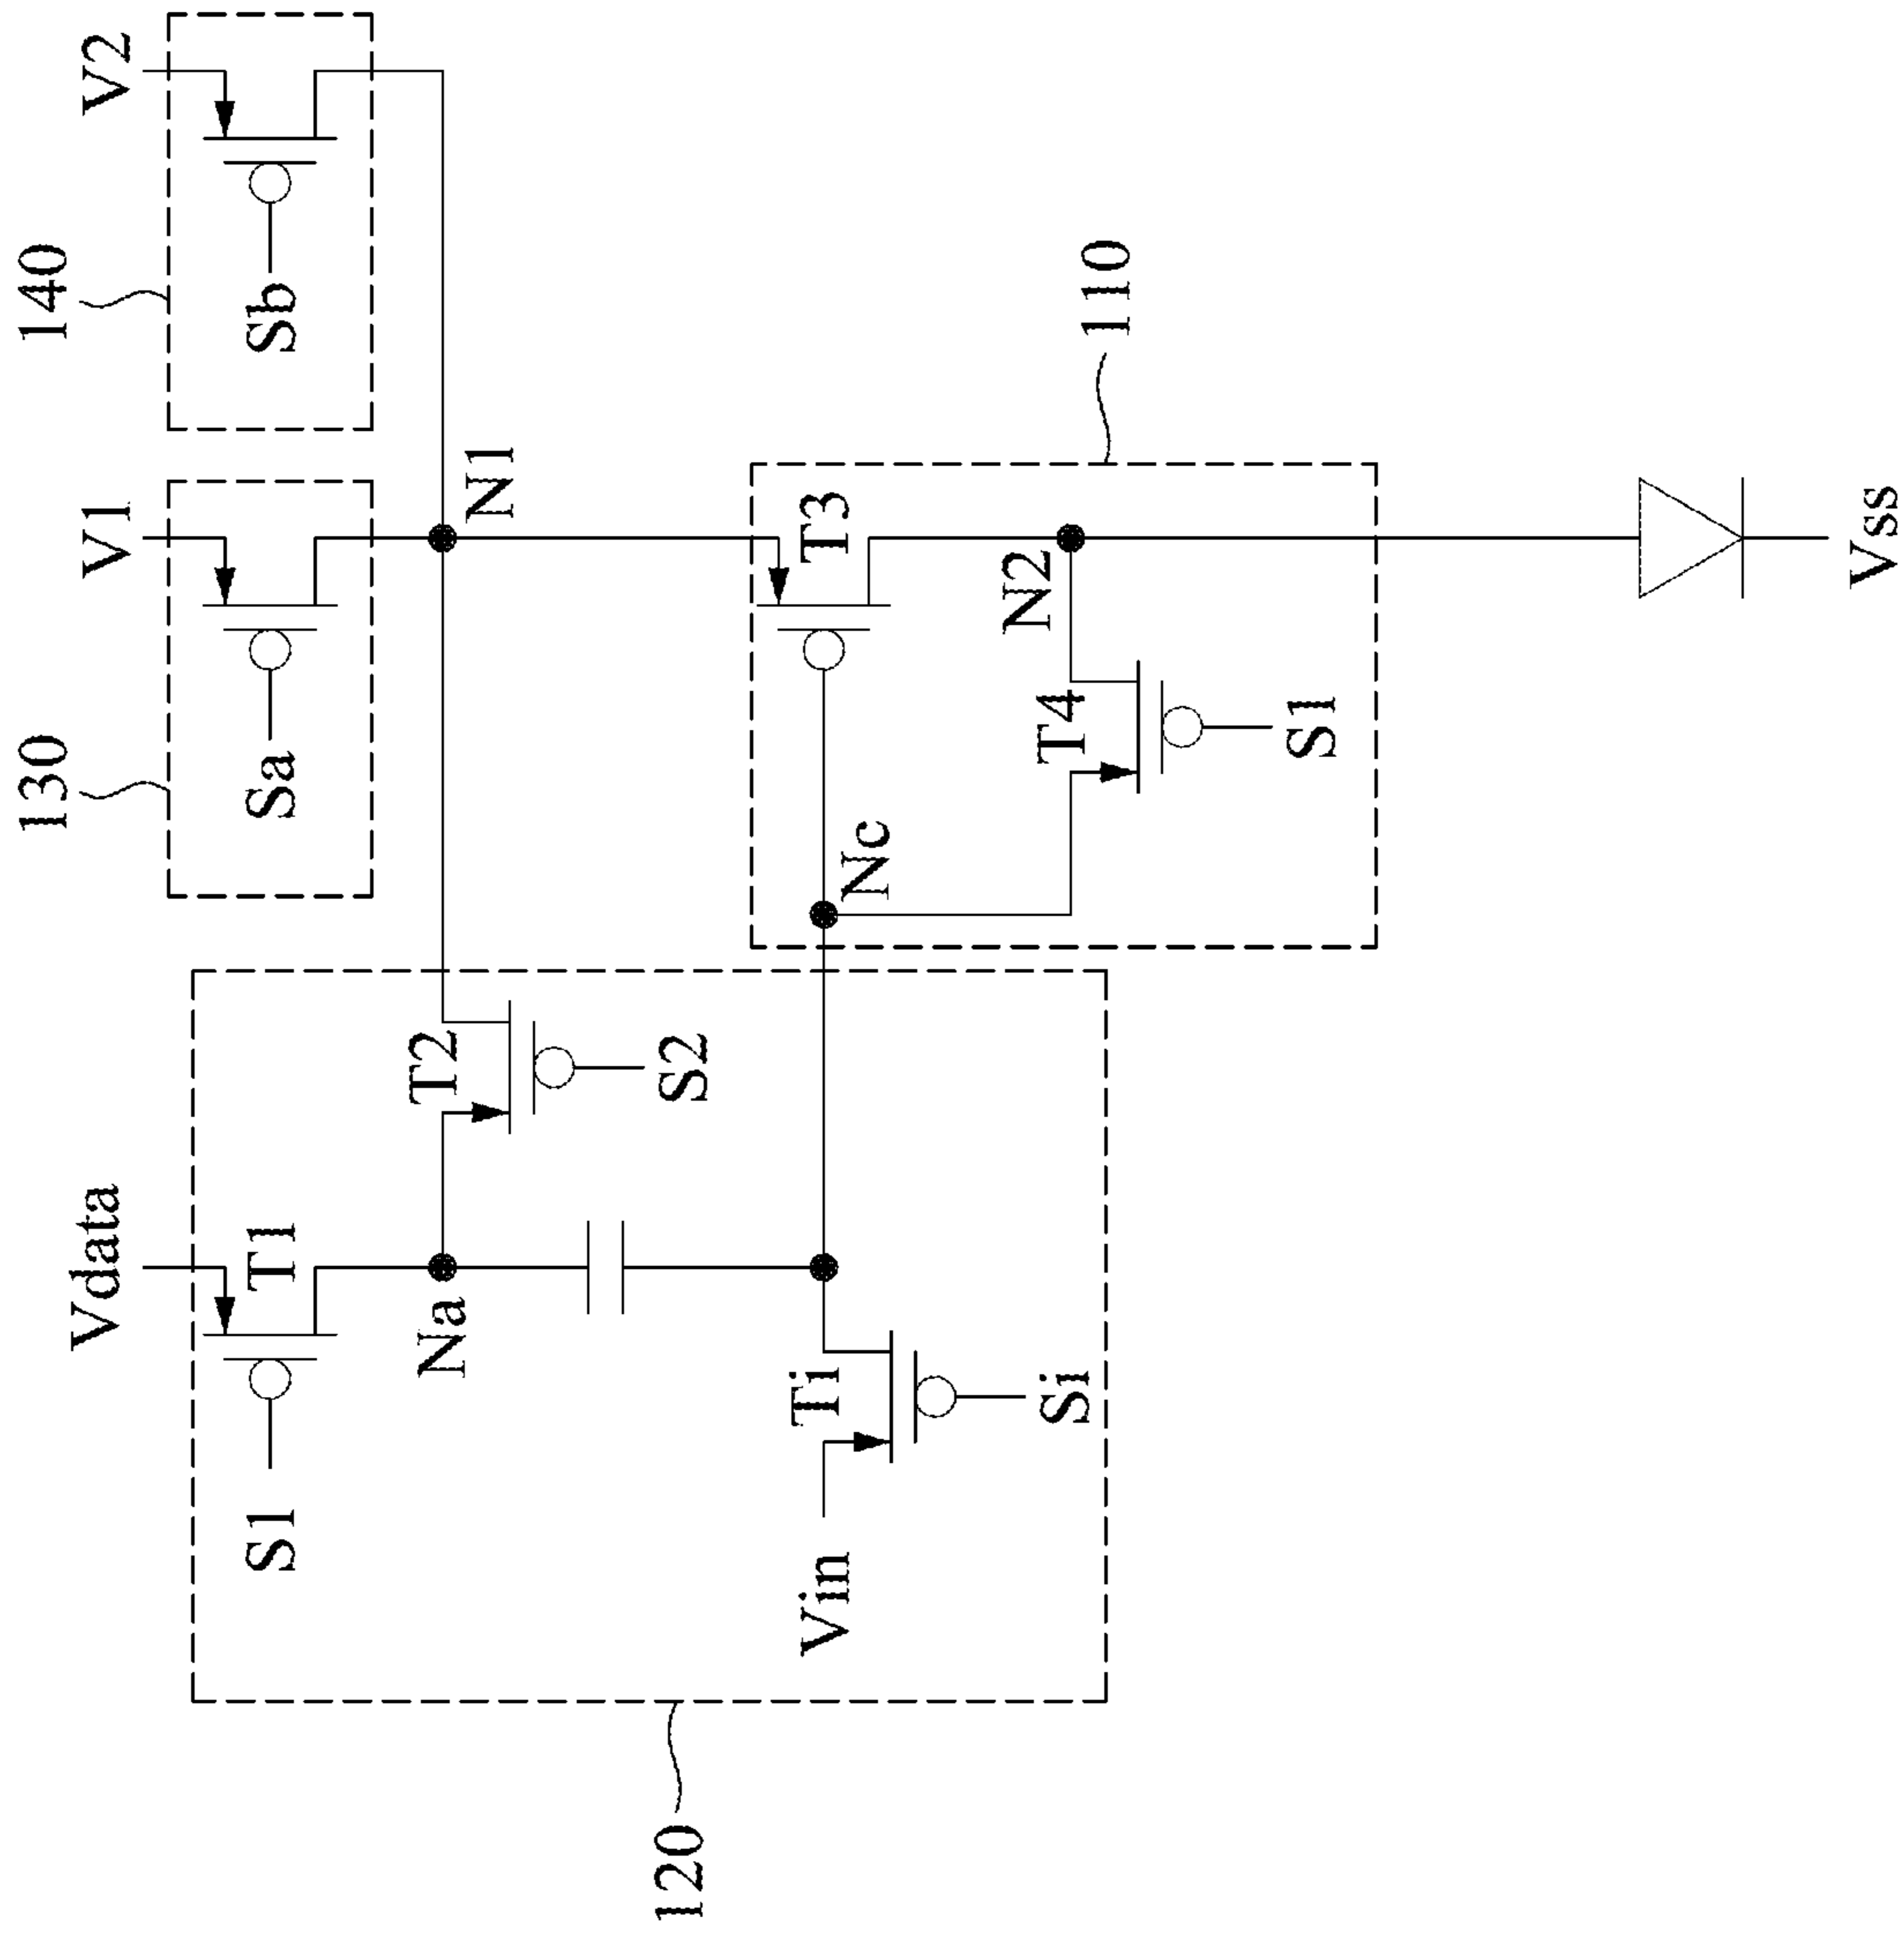 140
V2
Sb
130
V1
Sa
N1
Vdata
S1
T1
Na
T2
S2
110
T3
N2
T4
S1
Nc
Ti
Si
Vin
120
Vss